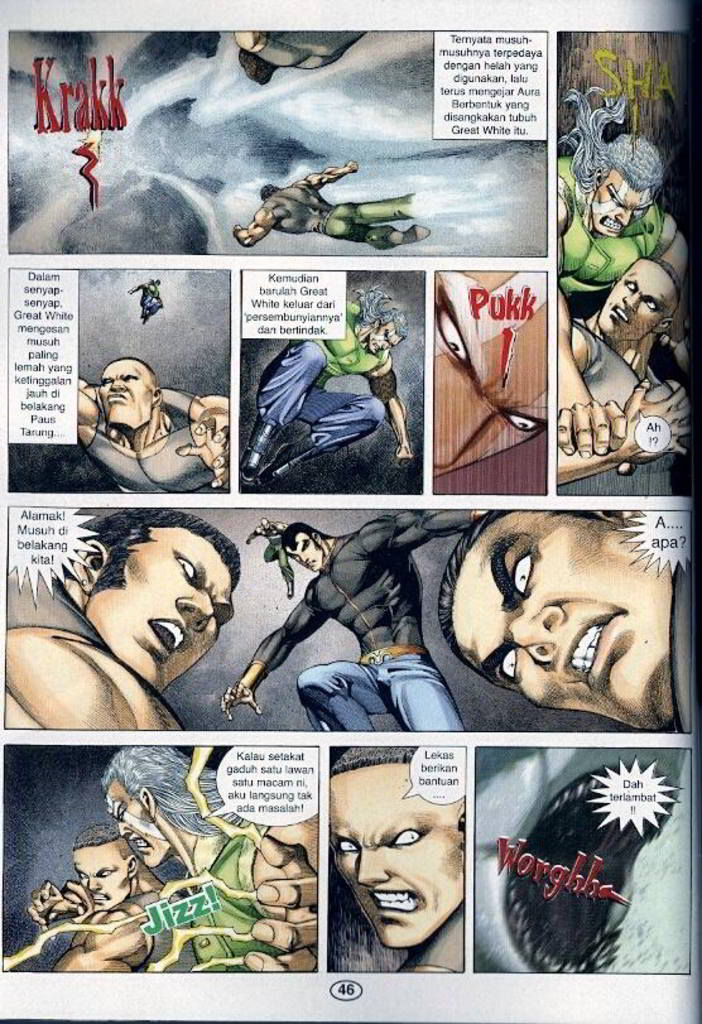 Krakk
Ternyata musuh-
musuhnya terpedaya
dengan helah yang
digunakan, lalu
terus mengejar Aura
Berbentuk yang
disangkakan tubuh
Great White itu.
SHA
!
Ah
!?
Dalam
senyap-
senyap,
Great White
mengesan
musuh
paling
lemah yang
ketinggalan
jauh di
belakang
Paus
Tarung....
Kemudian
barulah Great
White keluar dari
'persembunyiannya'
dan bertindak.
Pukk
!
Alamak!
Musuh di
belakang
kita!
A....
apa?
Kalau setakat
gaduh satu lawan
satu macam ni,
aku langsung tak
ada masalah!
Jizz!
Lekas
berikan
bantuan
....
Dah
terlambat
!!
Worghhh
46